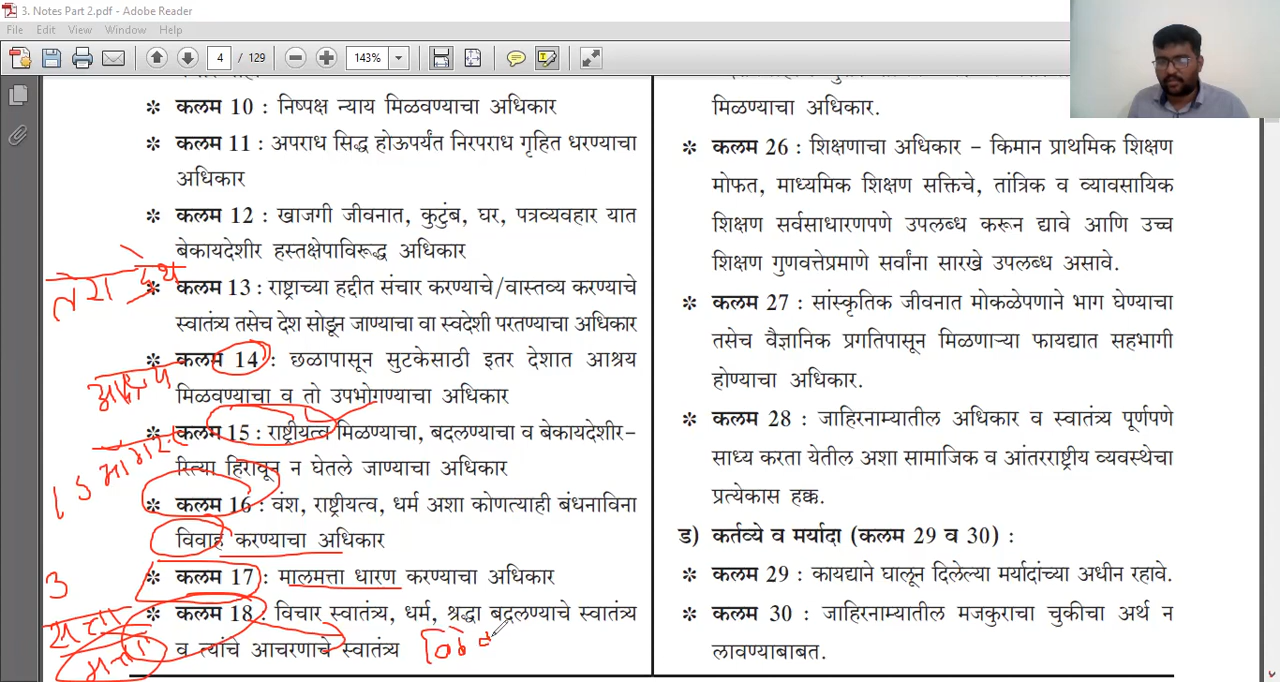 3. Notes Part 2.pdf - Adobe Reader
File Edit View Window Help
4 / 129 143%
कलम 10 : निष्पक्ष न्याय मिळवण्याचा अधिकार
कलम 11 : अपराध सिद्ध होऊपर्यंत निरपराध गृहित धरण्याचा
अधिकार
कलम 12 : खाजगी जीवनात, कुटुंब, घर, पत्रव्यवहार यात
बेकायदेशीर हस्तक्षेपाविरूद्ध अधिकार
कलम 13 : राष्ट्राच्या हद्दीत संचार करण्याचे/वास्तव्य करण्याचे
स्वातंत्र्य तसेच देश सोडून जाण्याचा वा स्वदेशी परतण्याचा अधिकार
कलम 14 : छळापासून सुटकेसाठी इतर देशात आश्रय
मिळवण्याचा व तो उपभोगण्याचा अधिकार
कलम 15 : राष्ट्रीयत्व मिळण्याचा, बदलण्याचा व बेकायदेशीर-
रित्या हिरावून न घेतले जाण्याचा अधिकार
कलम 16 : वंश, राष्ट्रीयत्व, धर्म अशा कोणत्याही बंधनाविना
विवाह करण्याचा अधिकार
कलम 17 : मालमत्ता धारण करण्याचा अधिकार
कलम 18 : विचार स्वातंत्र्य, धर्म, श्रद्धा बदलण्याचे स्वातंत्र्य
व त्यांचे आचरणाचे स्वातंत्र्य
तेरा
15
3
सत्ता
मत्ता
मिळण्याचा अधिकार.
कलम 26 : शिक्षणाचा अधिकार - किमान प्राथमिक शिक्षण
मोफत, माध्यमिक शिक्षण सक्तिचे, तांत्रिक व व्यावसायिक
शिक्षण सर्वसाधारणपणे उपलब्ध करून द्यावे आणि उच्च
शिक्षण गुणवत्तेप्रमाणे सर्वांना सारखे उपलब्ध असावे.
कलम 27 : सांस्कृतिक जीवनात मोकळेपणाने भाग घेण्याचा
तसेच वैज्ञानिक प्रगतिपासून मिळणाऱ्या फायद्यात सहभागी
होण्याचा अधिकार.
कलम 28 : जाहिरनाम्यातील अधिकार व स्वातंत्र्य पूर्णपणे
साध्य करता येतील अशा सामाजिक व आंतरराष्ट्रीय व्यवस्थेचा
प्रत्येकास हक्क.
ड) कर्तव्ये व मर्यादा (कलम 29 व 30) :
कलम 29 : कायद्याने घालून दिलेल्या मर्यादांच्या अधीन रहावे.
कलम 30 : जाहिरनाम्यातील मजकुराचा चुकीचा अर्थ न
लावण्याबाबत.